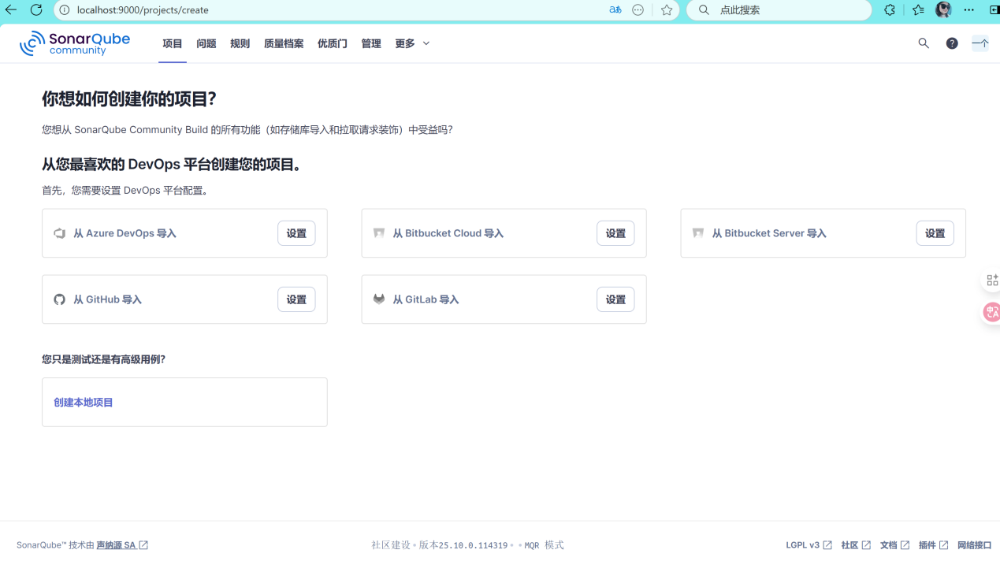 localhost:9000/projects/create
aあ
点此搜索
SonarQube
community
项目 问题 规则 质量档案 优质门 管理 更多
一个
你想如何创建你的项目？
您想从 SonarQube Community Build 的所有功能（如存储库导入和拉取请求装饰）中受益吗？
从您最喜欢的 DevOps 平台创建您的项目。
首先，您需要设置 DevOps 平台配置。
从 Azure DevOps 导入 设置
从 Bitbucket Cloud 导入 设置
从 Bitbucket Server 导入 设置
从 GitHub 导入 设置
从 GitLab 导入 设置
中A
您只是测试还是有高级用例？
创建本地项目
SonarQube™ 技术由 声纳源 SA
社区建设•版本25.10.0.114319• •MQR 模式
LGPL v3 社区 文档 插件 网络接口